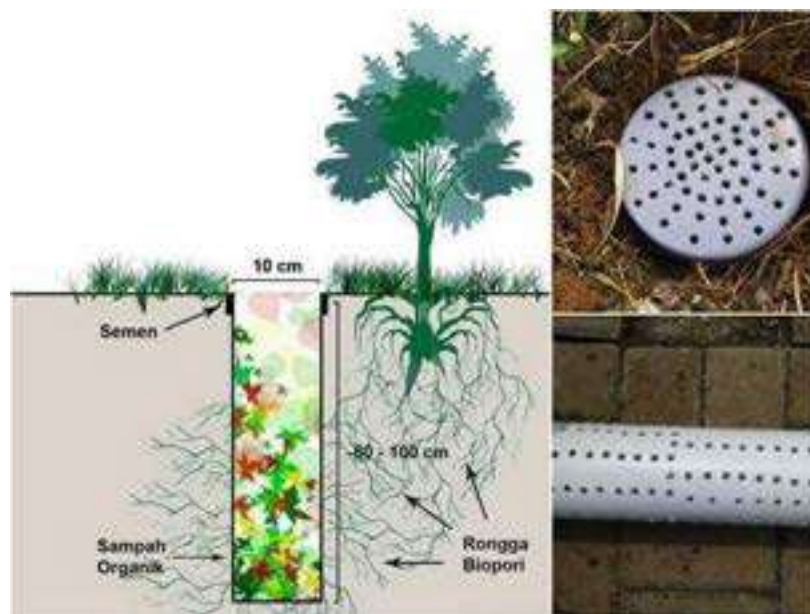 10 cm
Semen
-80 - 100 cm
Sampah
Organik
Rongga
Biopori